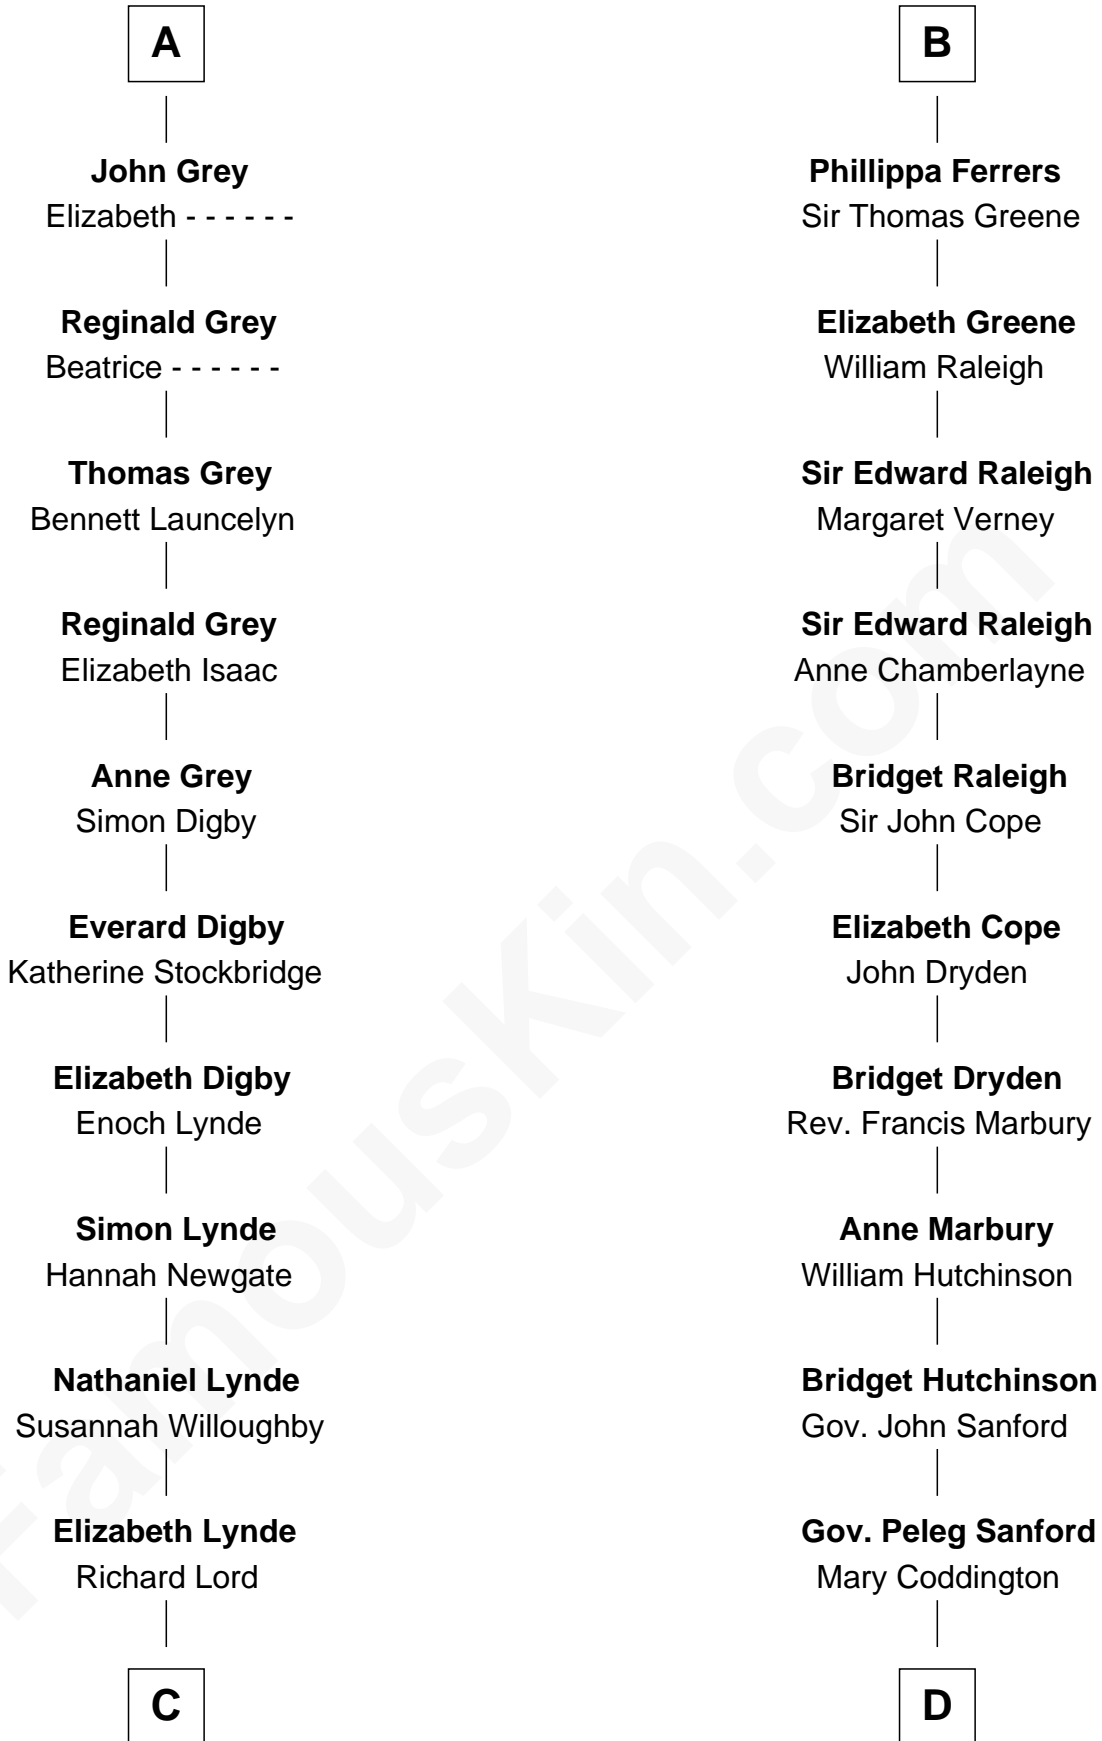 A
John Grey
Elizabeth - - - - - -
Reginald Grey
Beatrice - - - - - -
Thomas Grey
Bennett Launcelyn
Reginald Grey
Elizabeth Isaac
Anne Grey
Simon Digby
Everard Digby
Katherine Stockbridge
Elizabeth Digby
Enoch Lynde
Simon Lynde
Hannah Newgate
Nathaniel Lynde
Susannah Willoughby
Elizabeth Lynde
Richard Lord
C
B
Phillippa Ferrers
Sir Thomas Greene
Elizabeth Greene
William Raleigh
Sir Edward Raleigh
Margaret Verney
Sir Edward Raleigh
Anne Chamberlayne
Bridget Raleigh
Sir John Cope
Elizabeth Cope
John Dryden
Bridget Dryden
Rev. Francis Marbury
Anne Marbury
William Hutchinson
Bridget Hutchinson
Gov. John Sanford
Gov. Peleg Sanford
Mary Coddington
D
FamousKin.com